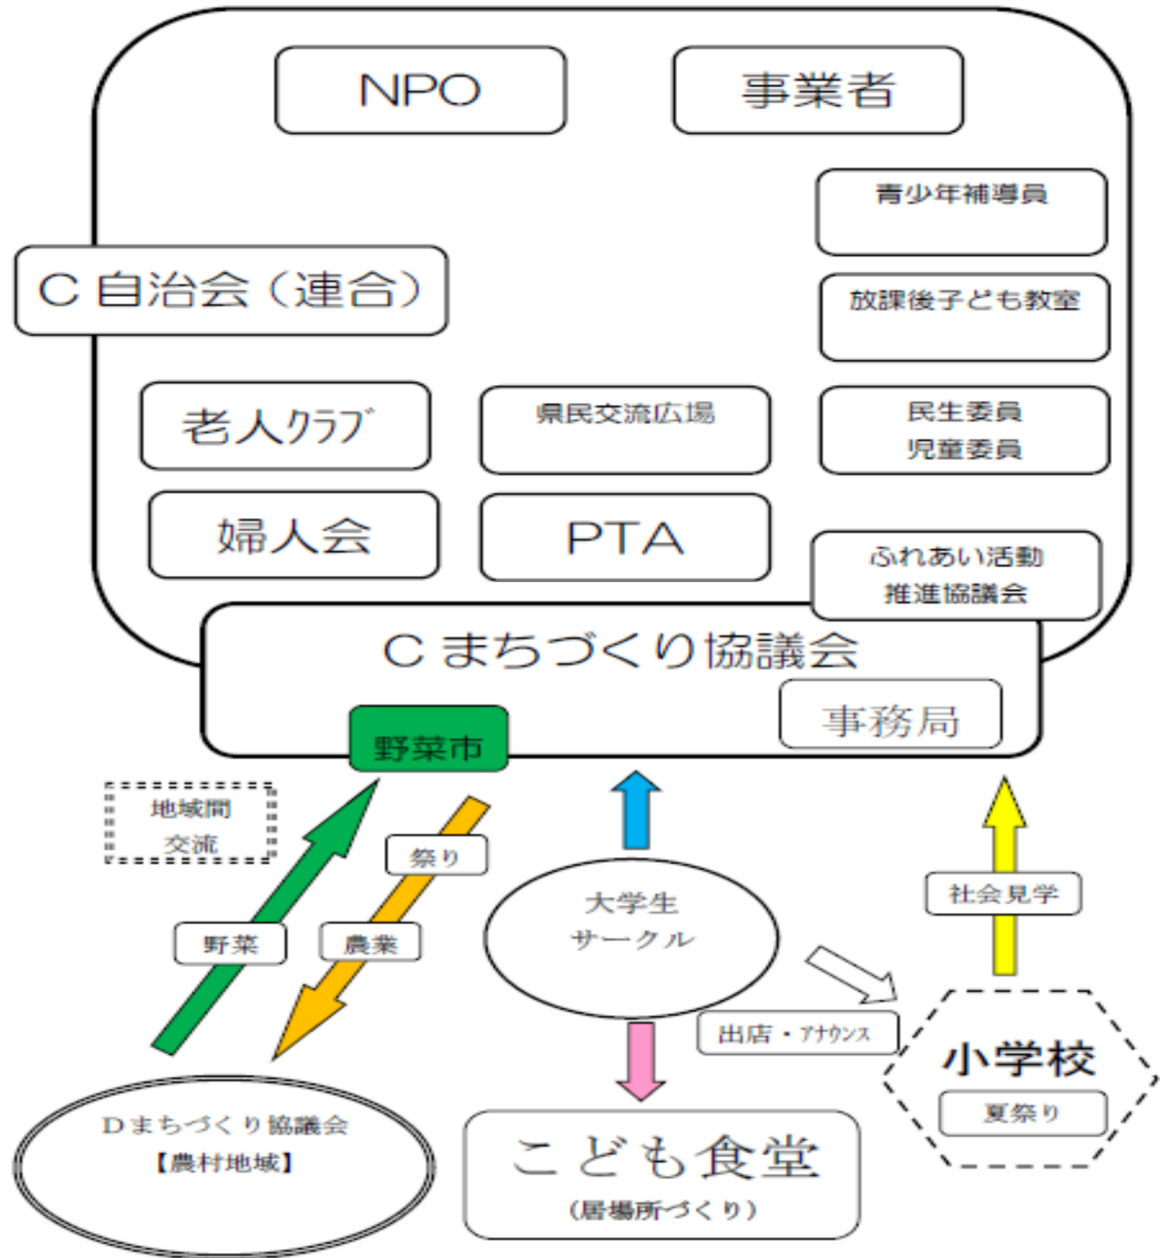 NPO
事業者
青少年補導員
C 自治会（連合）
放課後子ども教室
老人ｸﾗﾌﾞ
県民交流広場
民生委員
児童委員
婦人会
PTA
ふれあい活動
推進協議会
C まちづくり協議会
事務局
野菜市
地域間
交流
祭り
野菜
農業
大学生
サークル
社会見学
出店・ｱﾅｳﾝｽ
小学校
夏祭り
Dまちづくり協議会
【農村地域】
こども食堂
（居場所づくり）